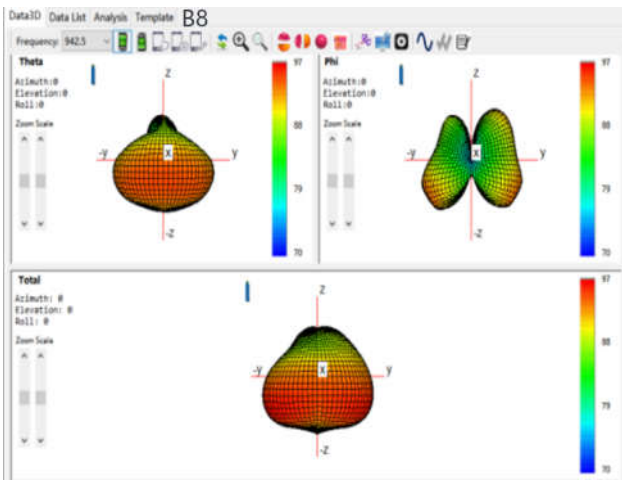 Data3D Data List Analysis Template B8
Frequency: 942.5
Theta
Azimuth:0
Elevation:0
Roll:0
Zoom Scale
z
-y
x
y
-z
97
88
79
70
Phi
Azimuth:0
Elevation:0
Roll:0
Zoom Scale
z
-y
x
y
-z
97
88
79
70
Total
Azimuth: 0
Elevation: 0
Roll: 0
Zoom Scale
z
-y
x
y
-z
97
88
79
70